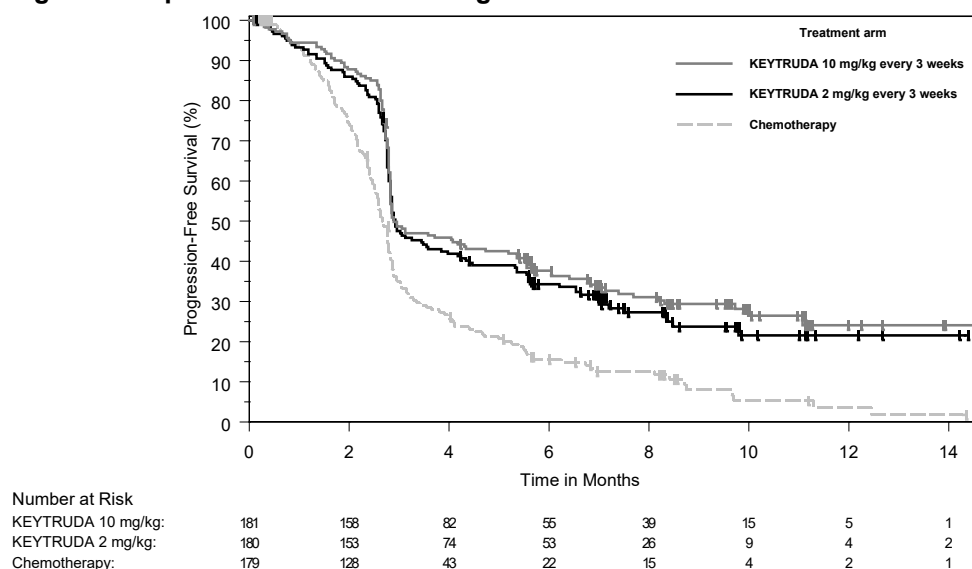 100
90
80
70
60
50
40
30
20
10
0
Progression-Free Survival (%)
Treatment arm
KEYTRUDA 10 mg/kg every 3 weeks
KEYTRUDA 2 mg/kg every 3 weeks
Chemotherapy
0 2 4 6 8 10 12 14
Time in Months
Number at Risk
KEYTRUDA 10 mg/kg: 181 158 82 55 39 15 5 1
KEYTRUDA 2 mg/kg: 180 153 74 53 26 9 4 2
Chemotherapy: 179 128 43 22 15 4 2 1